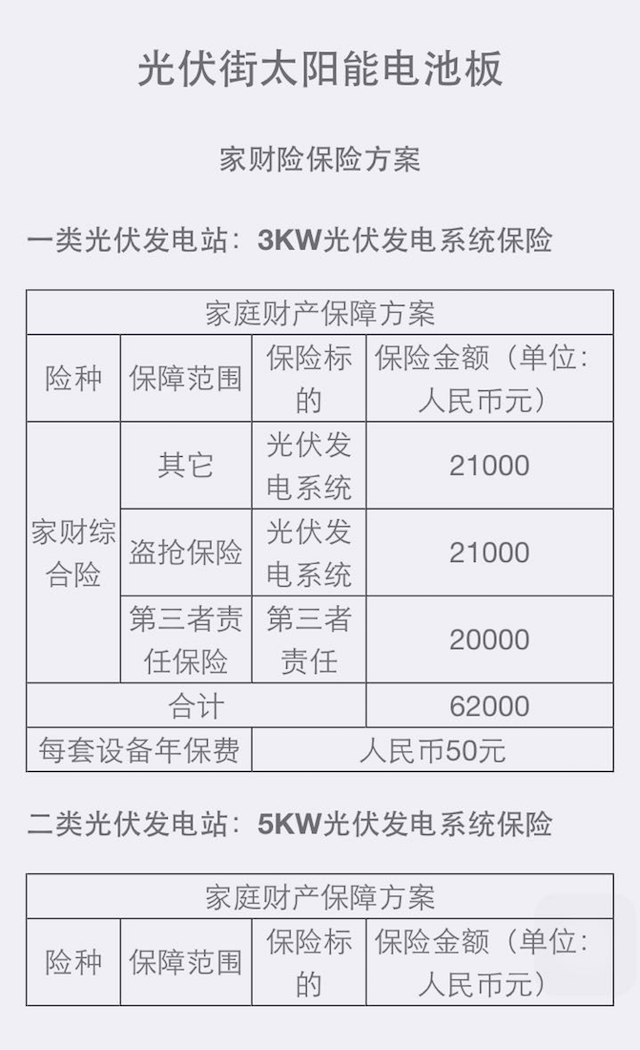 光伏街太阳能电池板
家财险保险方案
一类光伏发电站：3KW光伏发电系统保险
家庭财产保障方案
险种
保障范围
保险标
的
保险金额（单位：
人民币元）
家财综
合险
其它
光伏发
电系统
21000
盗抢保险
光伏发
电系统
21000
第三者责
任保险
第三者
责任
20000
合计
62000
每套设备年保费
人民币50元
二类光伏发电站：5KW光伏发电系统保险
家庭财产保障方案
险种
保障范围
保险标
的
保险金额（单位：
人民币元）